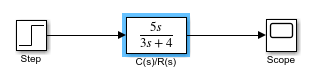 5s
3s + 4
Step
C(s)/R(s)
Scope